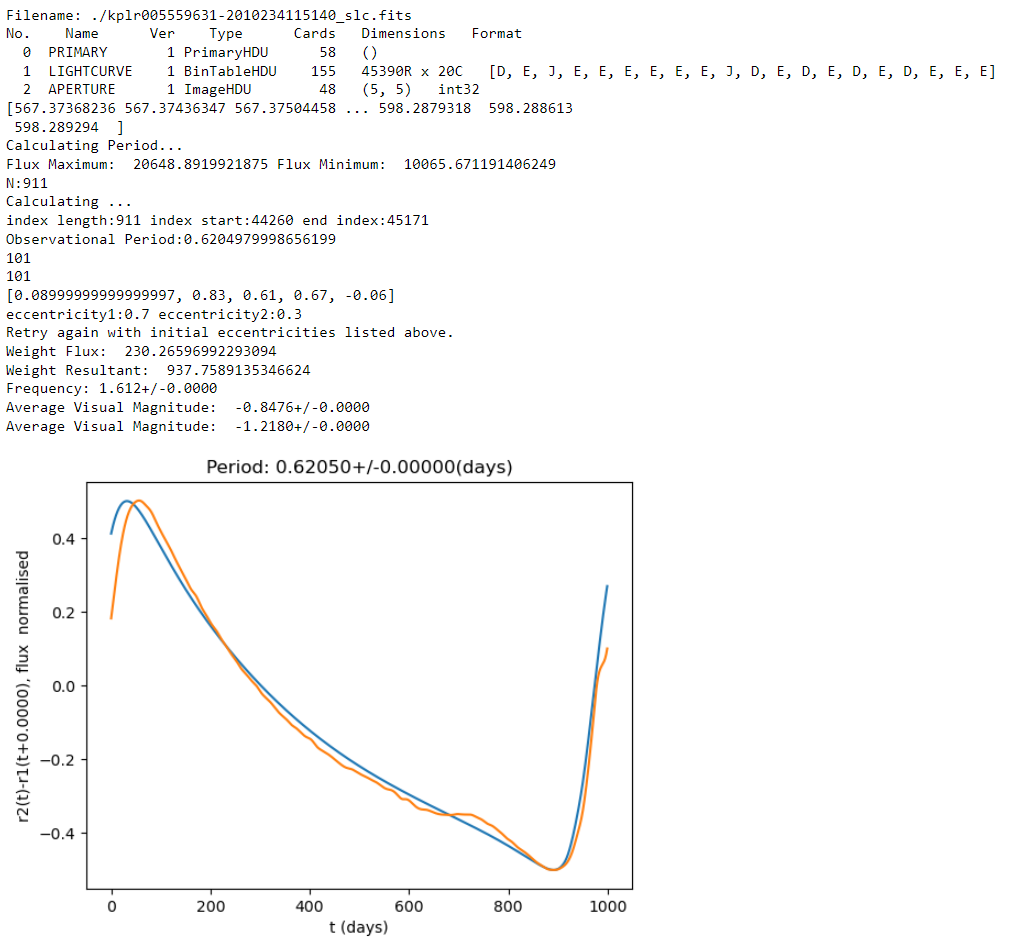 Filename: ./kplr005559631-2010234115140_slc.fits
No.    Name      Ver    Type      Cards   Dimensions   Format
  0  PRIMARY       1 PrimaryHDU      58   ()
  1  LIGHTCURVE    1 BinTableHDU    155   45390R x 20C   [D, E, J, E, E, E, E, E, E, J, D, E, D, E, D, E, D, E, E, E]
  2  APERTURE      1 ImageHDU        48   (5, 5)   int32
[567.37368236 567.37436347 567.37504458 ... 598.2879318  598.288613
 598.289294  ]
Calculating Period...
Flux Maximum:  20648.8919921875 Flux Minimum:  10065.671191406249
N:911
Calculating ...
index length:911 index start:44260 end index:45171
Observational Period:0.6204979998656199
101
101
[0.08999999999999997, 0.83, 0.61, 0.67, -0.06]
eccentricity1:0.7 eccentricity2:0.3
Retry again with initial eccentricities listed above.
Weight Flux:  230.26596992293094
Weight Resultant:  937.7589135346624
Frequency: 1.612+/-0.0000
Average Visual Magnitude:  -0.8476+/-0.0000
Average Visual Magnitude:  -1.2180+/-0.0000
Period: 0.62050+/-0.00000(days)
r2(t)-r1(t+0.0000), flux  normalised
0.4
0.2
0.0
−0.2
−0.4
0 200 400 600 800 1000
t (days)